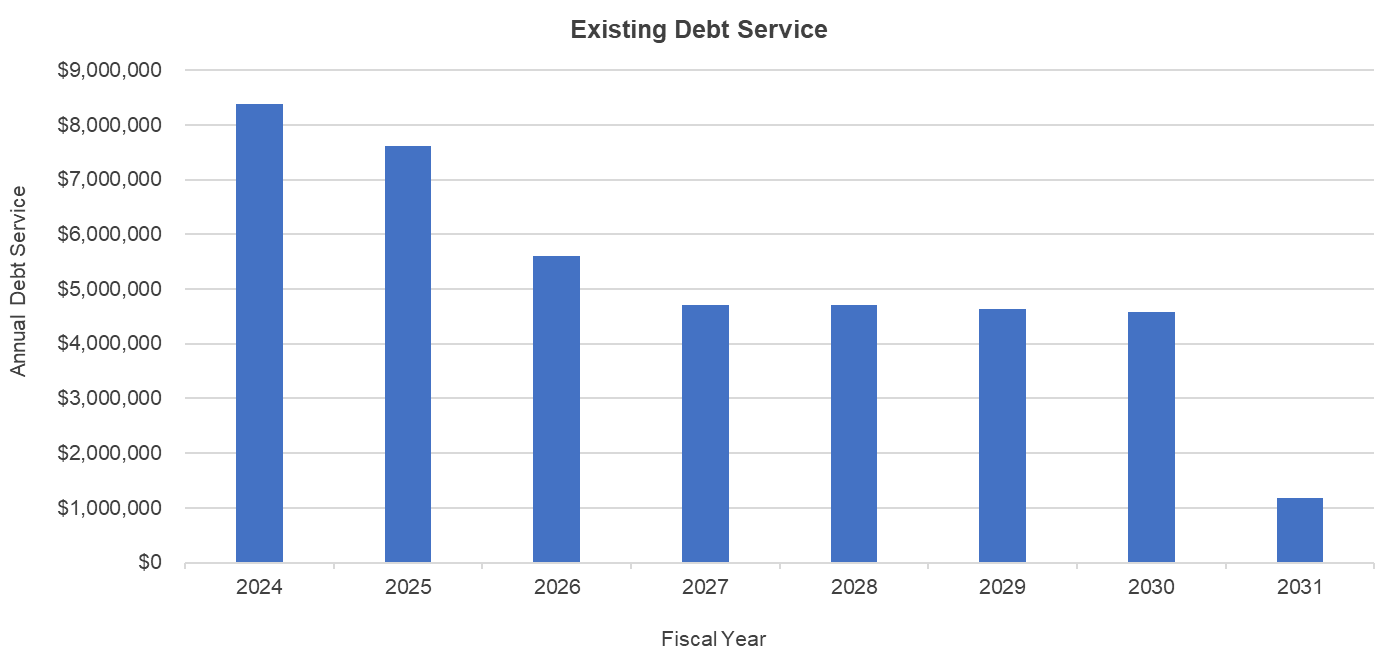 Existing Debt Service
$9,000,000
$8,000,000
$7,000,000
$6,000,000
$5,000,000
$4,000,000
$3,000,000
$2,000,000
$1,000,000
$0
Annual Debt Service
2024 2025 2026 2027 2028 2029 2030 2031
Fiscal Year